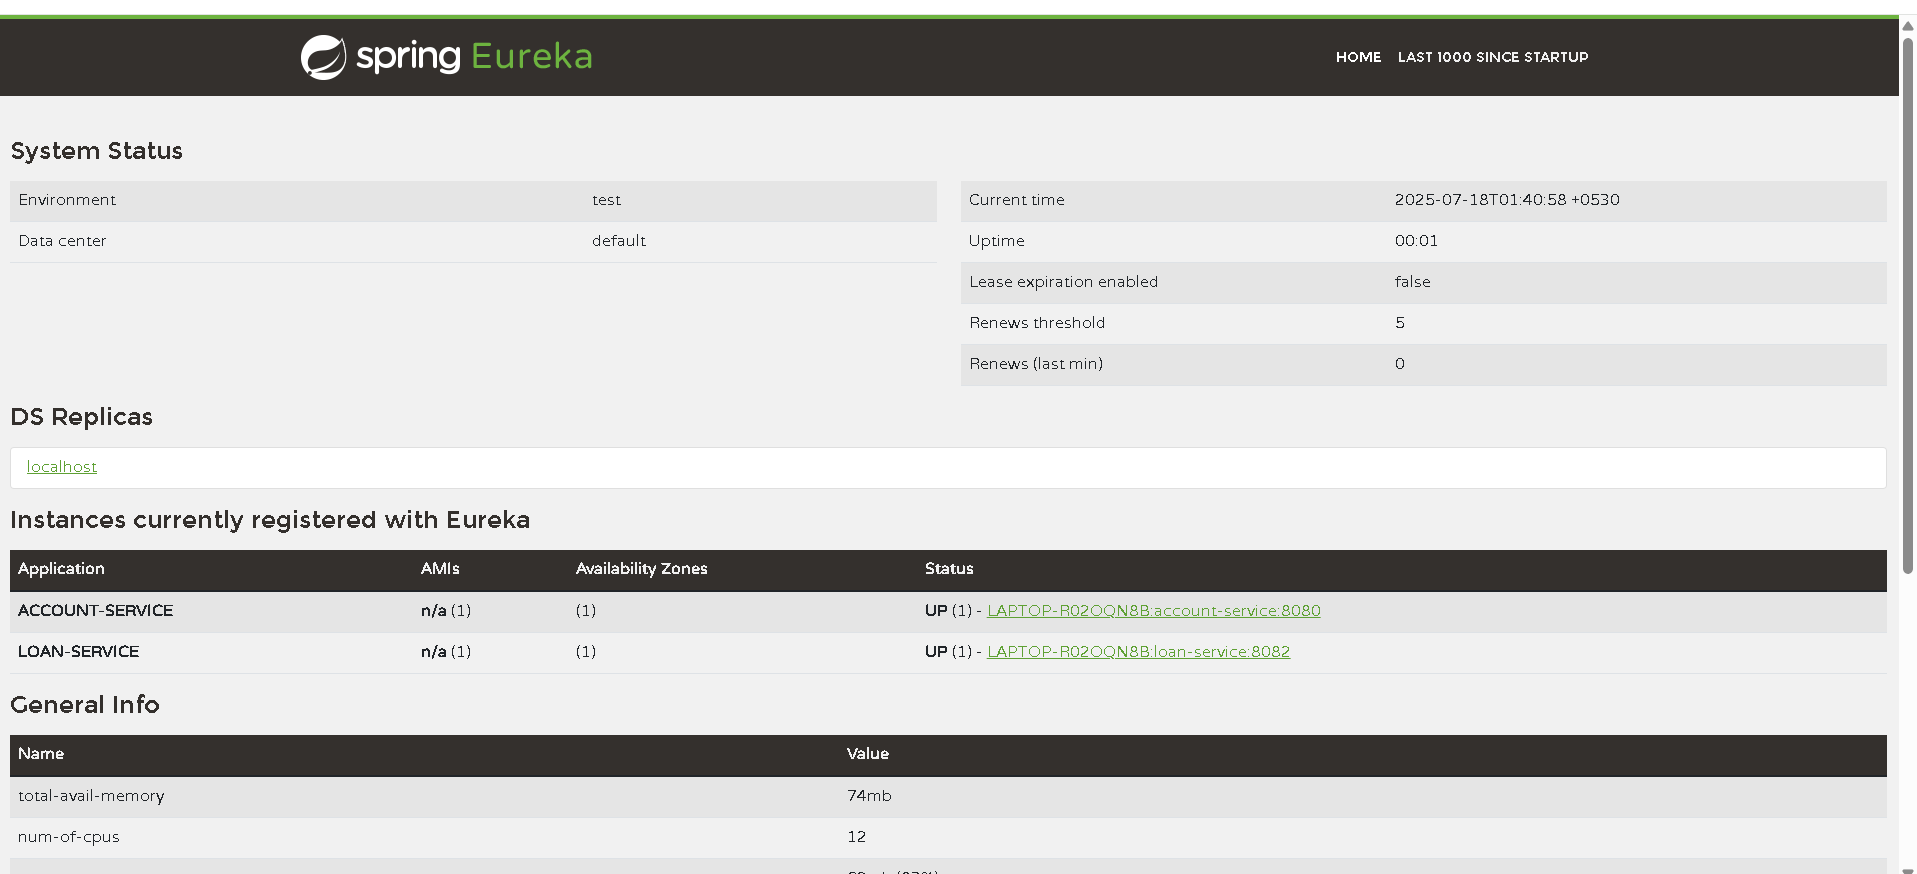 spring Eureka
HOME LAST 1000 SINCE STARTUP
System Status
Environment test
Data center default
Current time 2025-07-18T01:40:58 +0530
Uptime 00:01
Lease expiration enabled false
Renews threshold 5
Renews (last min) 0
DS Replicas
localhost
Instances currently registered with Eureka
Application AMIs Availability Zones Status
ACCOUNT-SERVICE n/a (1) (1) UP (1) - LAPTOP-R02OQN8B:account-service:8080
LOAN-SERVICE n/a (1) (1) UP (1) - LAPTOP-R02OQN8B:loan-service:8082
General Info
Name Value
total-avail-memory 74mb
num-of-cpus 12